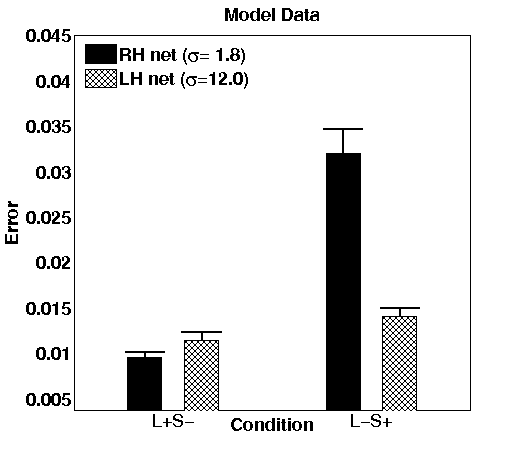 Model Data
0.045
0.04
0.035
0.03
0.025
0.02
0.015
0.01
0.005
Error
RH net (σ= 1.8)
LH net (σ=12.0)
L+S−
L−S+
Condition